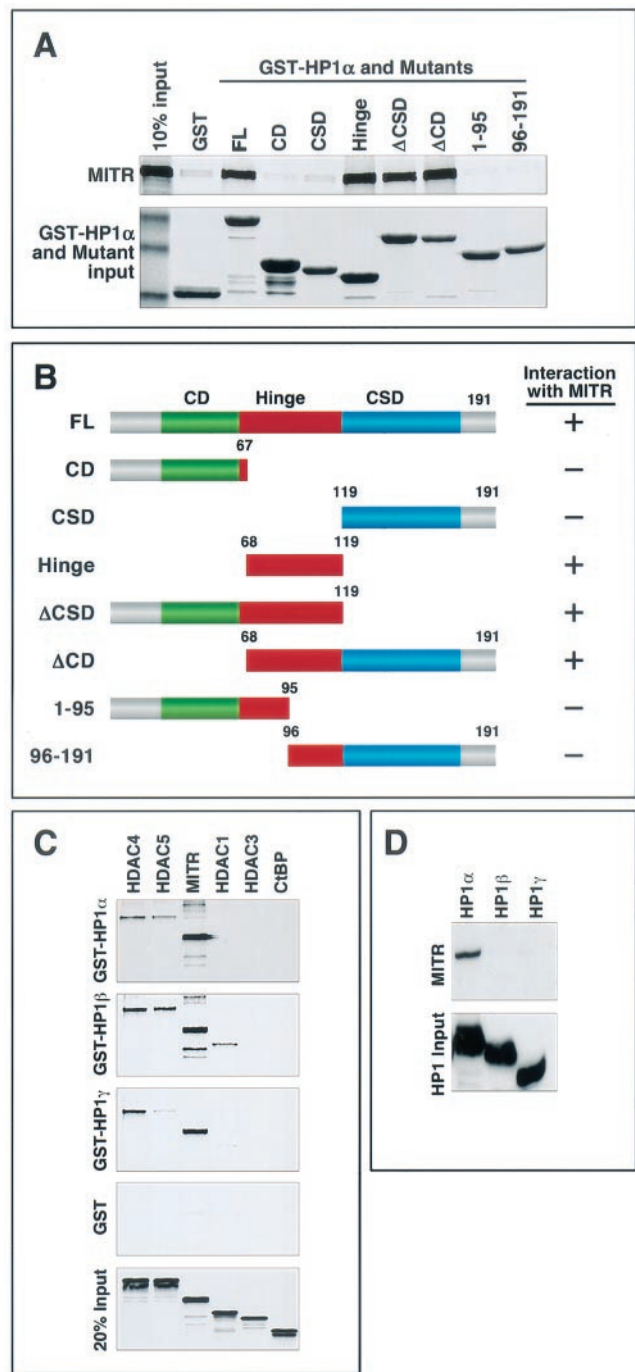 A
GST-HP1α and Mutants
10% input
GST
FL
CD
CSD
Hinge
ΔCSD
ΔCD
1-95
96-191
MITR
GST-HP1α
and Mutant
input
B
Interaction
with MITR
CD
Hinge
CSD
191
FL
+
67
CD
−
119
191
CSD
−
68
119
Hinge
+
119
ΔCSD
+
68
191
ΔCD
+
95
1-95
−
96
191
96-191
−
C
HDAC4
HDAC5
MITR
HDAC1
HDAC3
CtBP
GST-HP1α
GST-HP1β
GST-HP1γ
GST
20% Input
D
HP1α
HP1β
HP1γ
MITR
HP1 Input